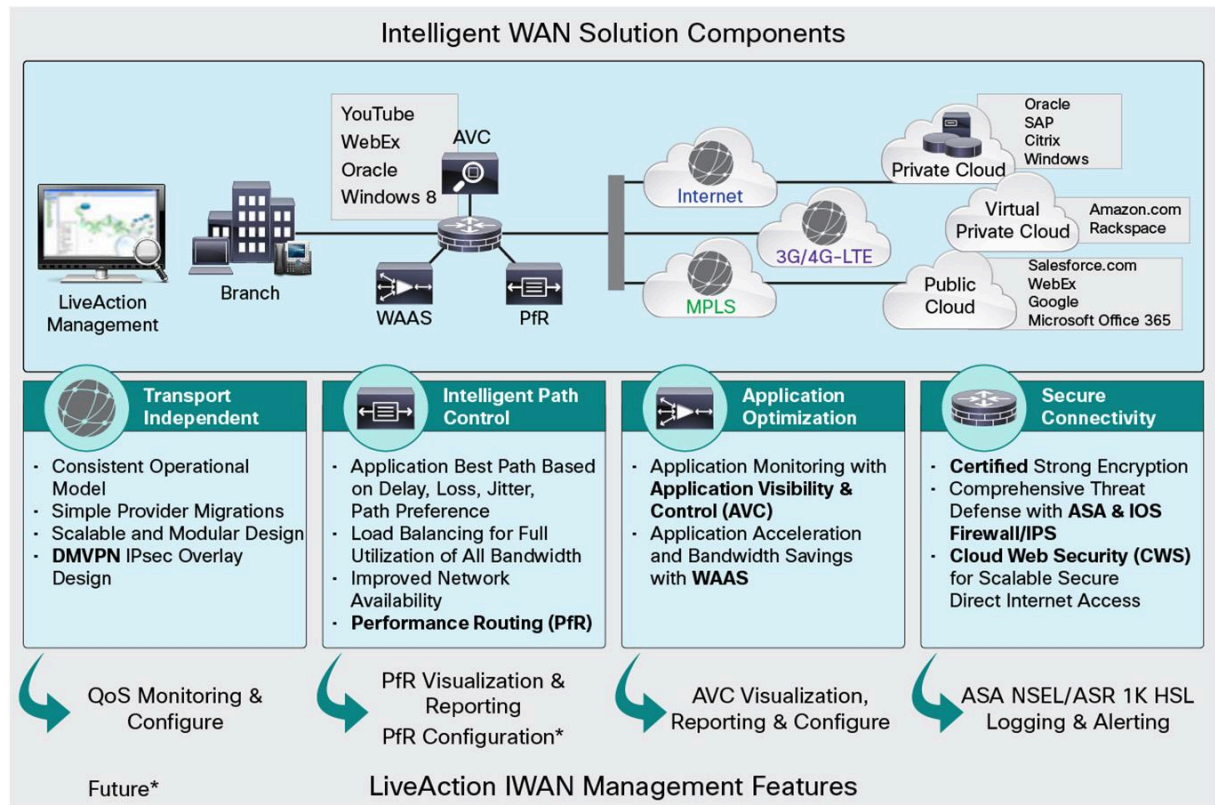 Intelligent WAN Solution Components
YouTube
WebEx
Oracle
Windows 8
AVC
LiveAction
Management
Branch
WAAS
PfR
Internet
3G/4G-LTE
MPLS
Private Cloud
Oracle
SAP
Citrix
Windows
Virtual
Private Cloud
Amazon.com
Rackspace
Public
Cloud
Salesforce.com
WebEx
Google
Microsoft Office 365
Transport
Independent
· Consistent Operational
Model
· Simple Provider Migrations
· Scalable and Modular Design
· DMVPN IPsec Overlay
Design
Intelligent Path
Control
· Application Best Path Based
on Delay, Loss, Jitter,
Path Preference
· Load Balancing for Full
Utilization of All Bandwidth
· Improved Network
Availability
· Performance Routing (PfR)
Application
Optimization
· Application Monitoring with
Application Visibility &
Control (AVC)
· Application Acceleration
and Bandwidth Savings
with WAAS
Secure
Connectivity
· Certified Strong Encryption
· Comprehensive Threat
Defense with ASA & IOS
Firewall/IPS
· Cloud Web Security (CWS)
for Scalable Secure
Direct Internet Access
QoS Monitoring &
Configure
PfR Visualization &
Reporting
PfR Configuration*
AVC Visualization,
Reporting & Configure
ASA NSEL/ASR 1K HSL
Logging & Alerting
Future*
LiveAction IWAN Management Features